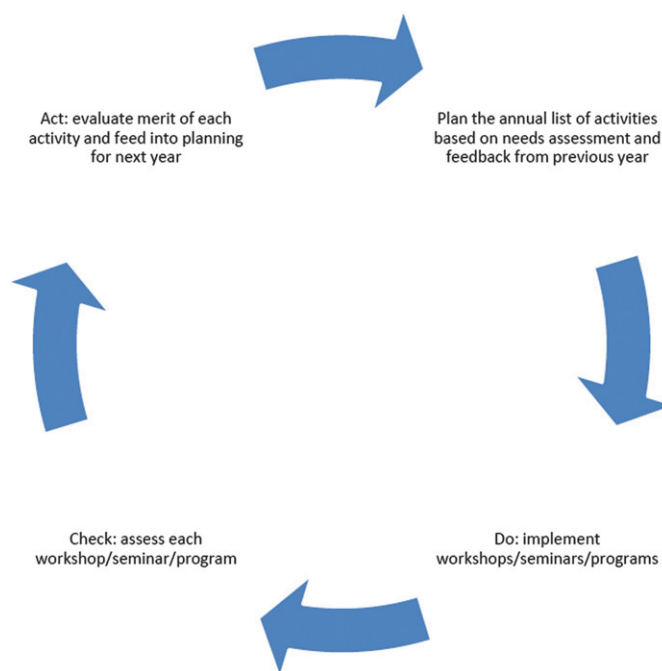 Act: evaluate merit of each
activity and feed into planning
for next year
Plan the annual list of activities
based on needs assessment and
feedback from previous year
Check: assess each
workshop/seminar/program
Do: implement
workshops/seminars/programs